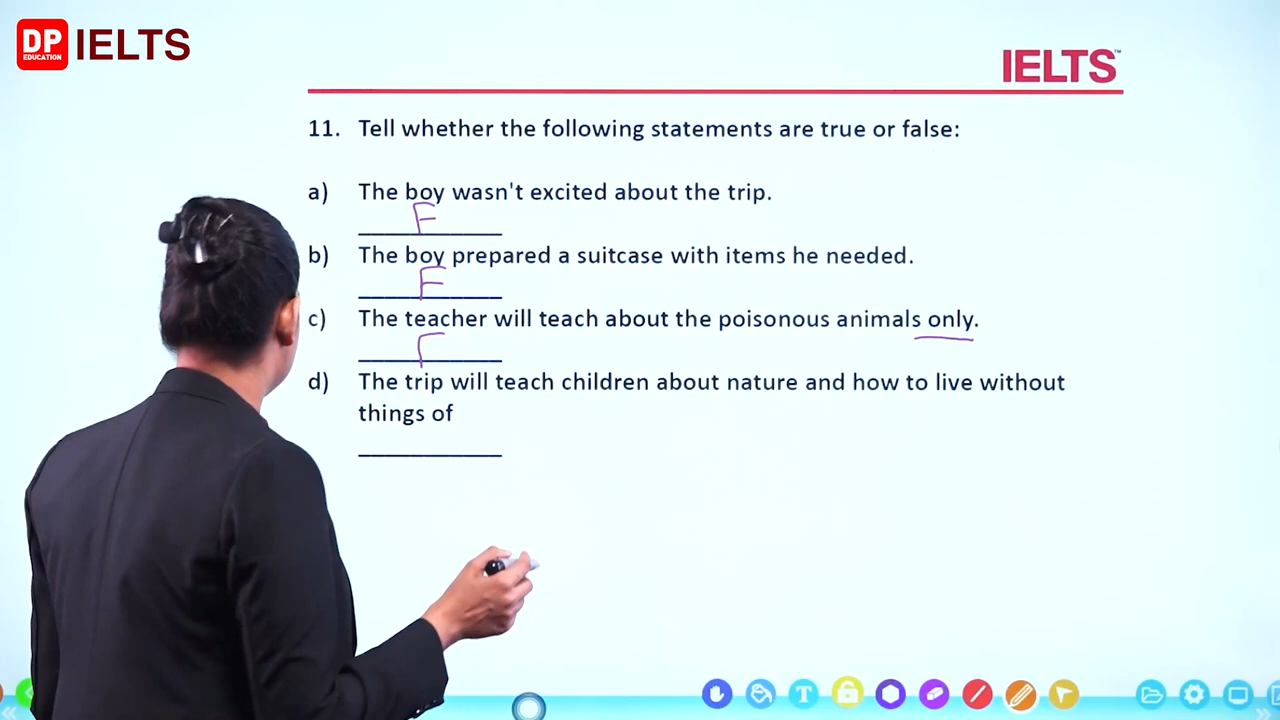 DP
EDUCATION
IELTS
IELTS™
11. Tell whether the following statements are true or false:
a) The boy wasn't excited about the trip.
F
b) The boy prepared a suitcase with items he needed.
F
c) The teacher will teach about the poisonous animals only.
d) The trip will teach children about nature and how to live without
things of
T